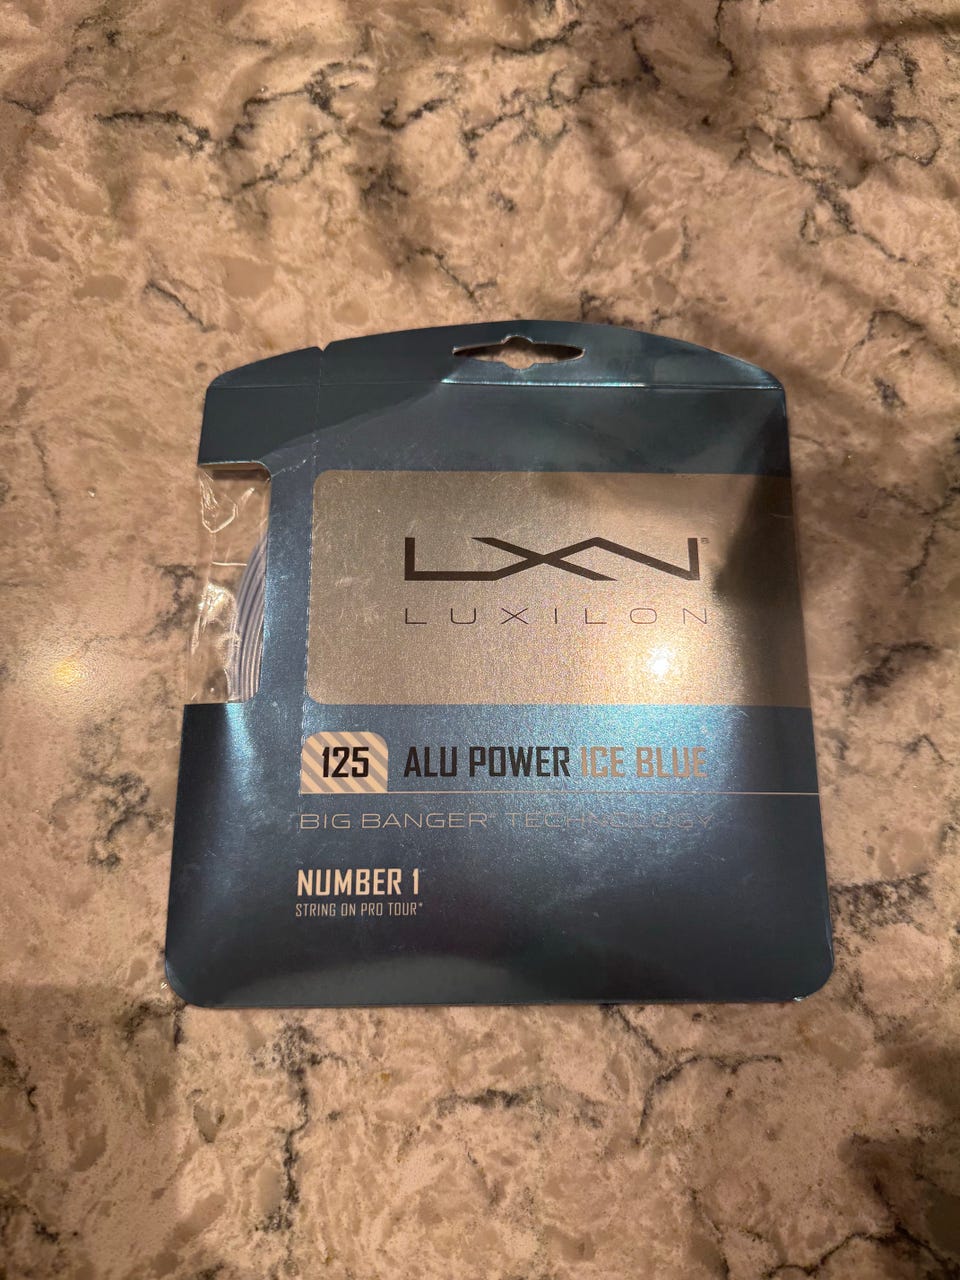 LXN®
LUXILON
125 ALU POWER ICE BLUE
BIG BANGER® TECHNOLOGY
NUMBER 1
STRING ON PRO TOUR*